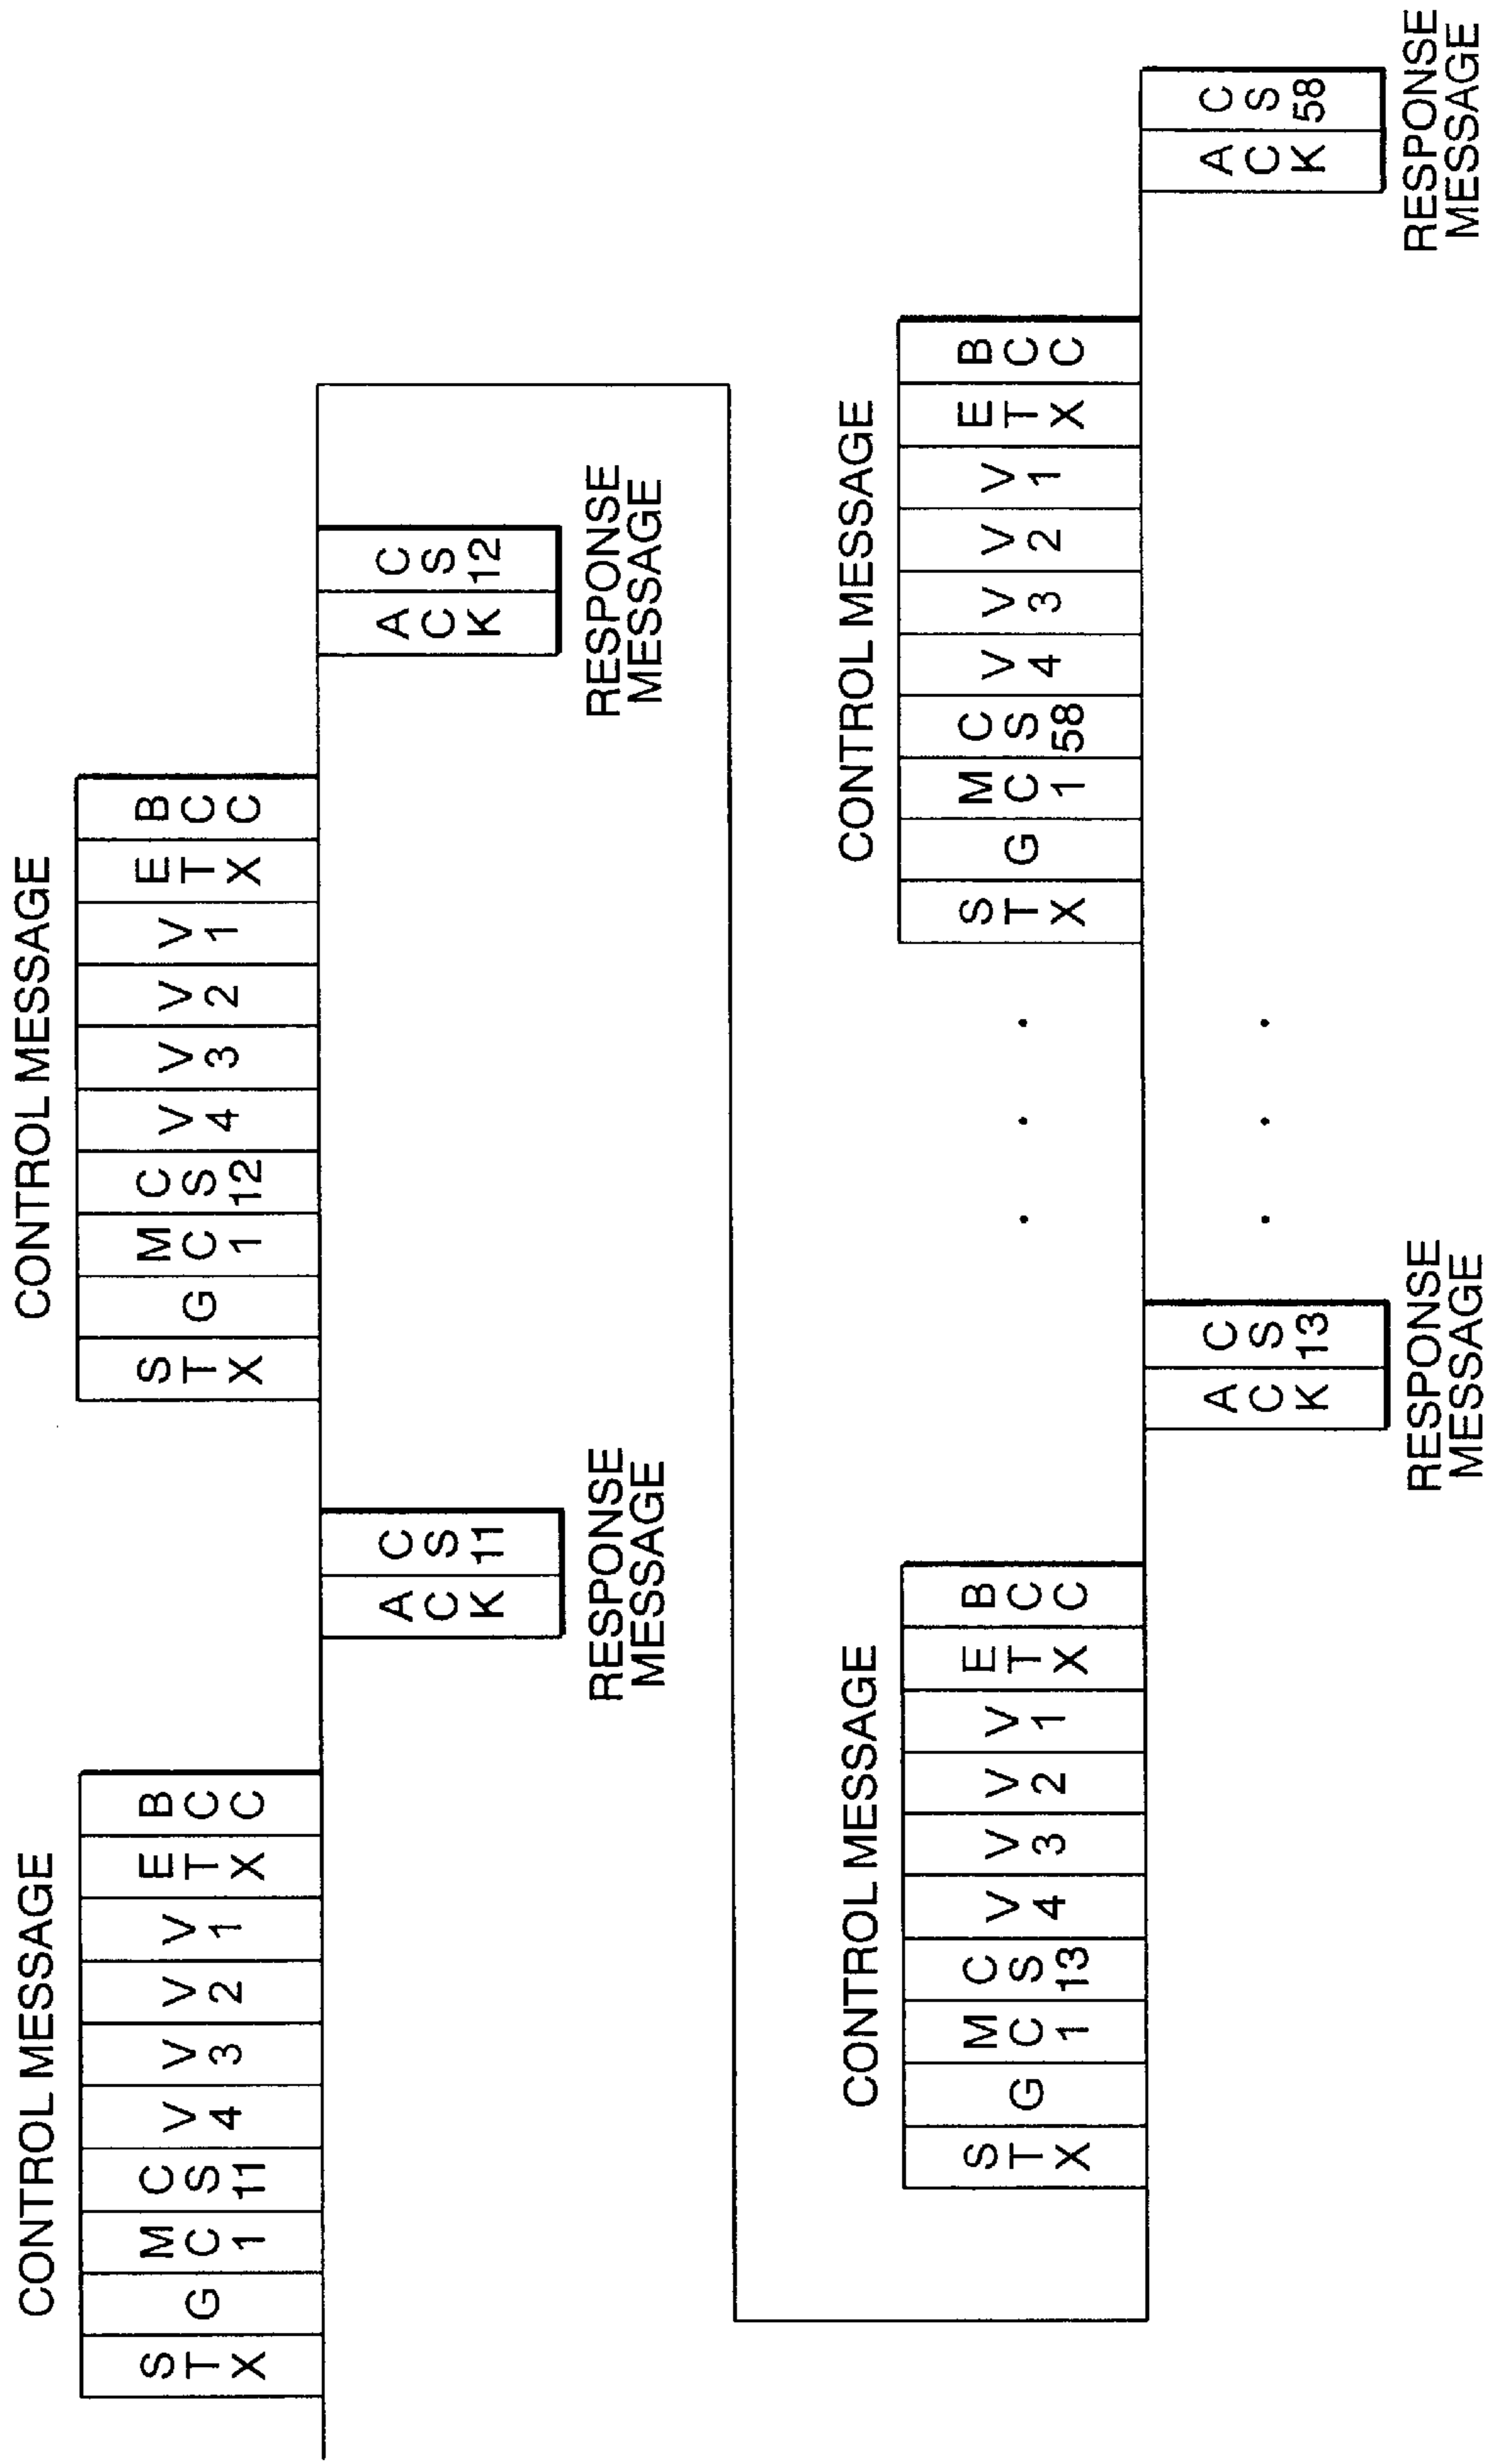 CONTROL MESSAGE
STX G MC1 CS11 V4 V3 V2 V1 ETX BCC
ACK CS11
RESPONSE
MESSAGE
CONTROL MESSAGE
STX G MC1 CS12 V4 V3 V2 V1 ETX BCC
ACK CS12
RESPONSE
MESSAGE
CONTROL MESSAGE
STX G MC1 CS13 V4 V3 V2 V1 ETX BCC
ACK CS13
RESPONSE
MESSAGE
. . .
. . .
CONTROL MESSAGE
STX G MC1 CS58 V4 V3 V2 V1 ETX BCC
ACK CS58
RESPONSE
MESSAGE